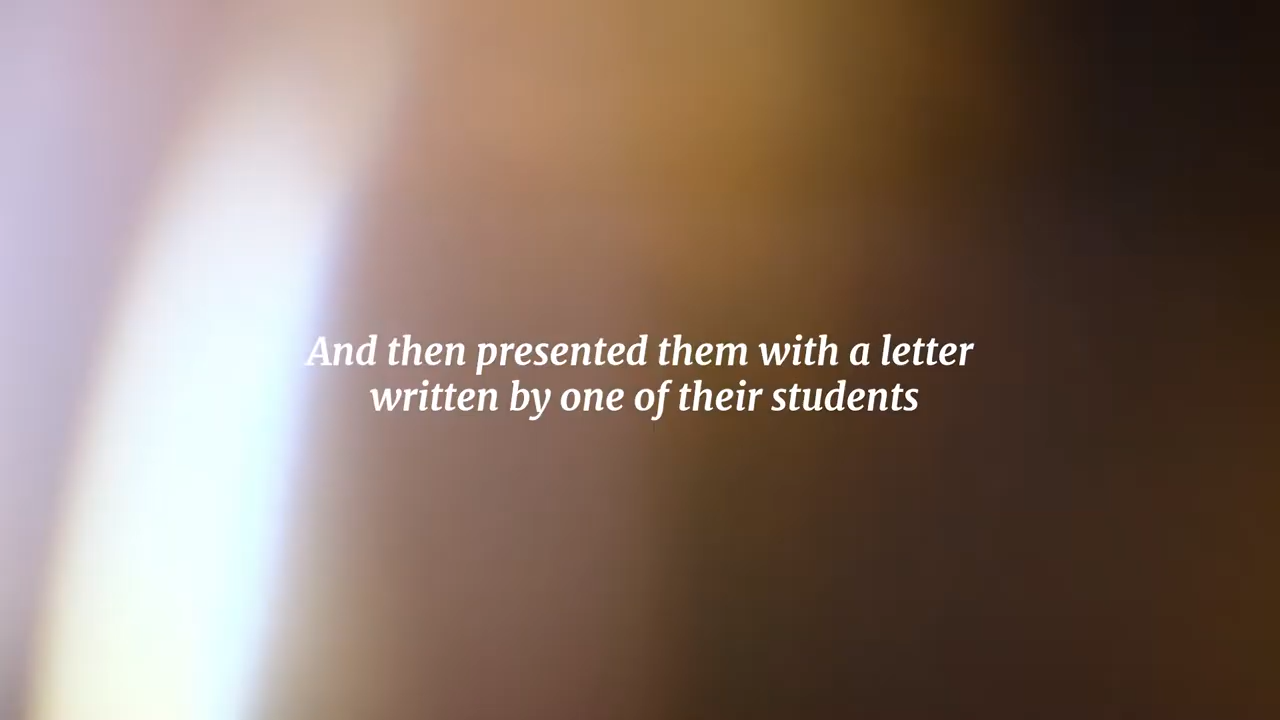 And then presented them with a letter
written by one of their students